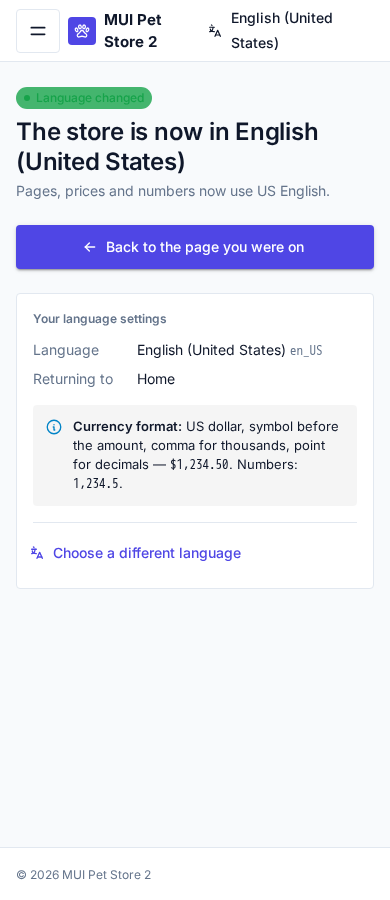 MUI Pet
Store 2
English (United
States)
Language changed
The store is now in English
(United States)
Pages, prices and numbers now use US English.
Back to the page you were on
Your language settings
Language English (United States) en_US
Returning to Home
Currency format: US dollar, symbol before
the amount, comma for thousands, point
for decimals — $1,234.50. Numbers:
1,234.5.
Choose a different language
© 2026 MUI Pet Store 2